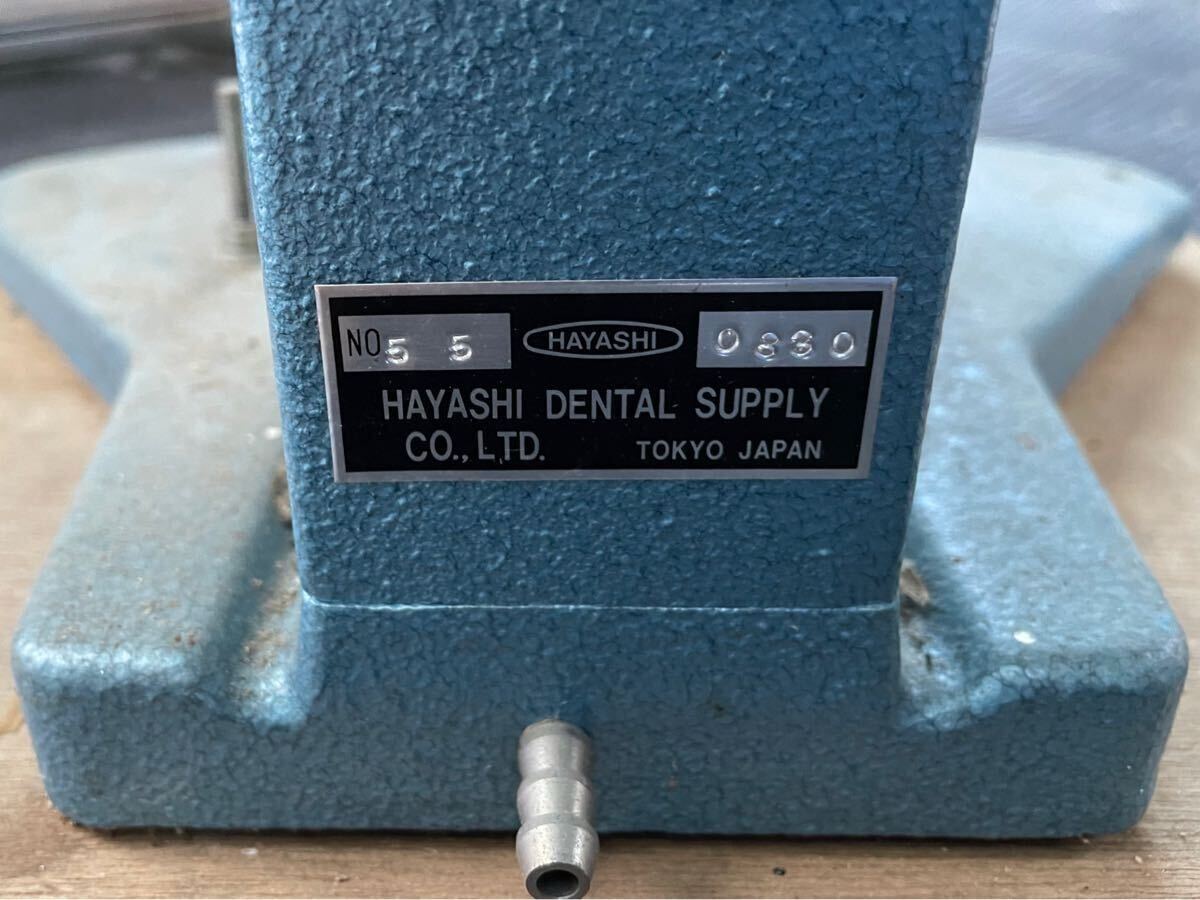 NO 5 5 HAYASHI 0830
HAYASHI DENTAL SUPPLY
CO., LTD. TOKYO JAPAN